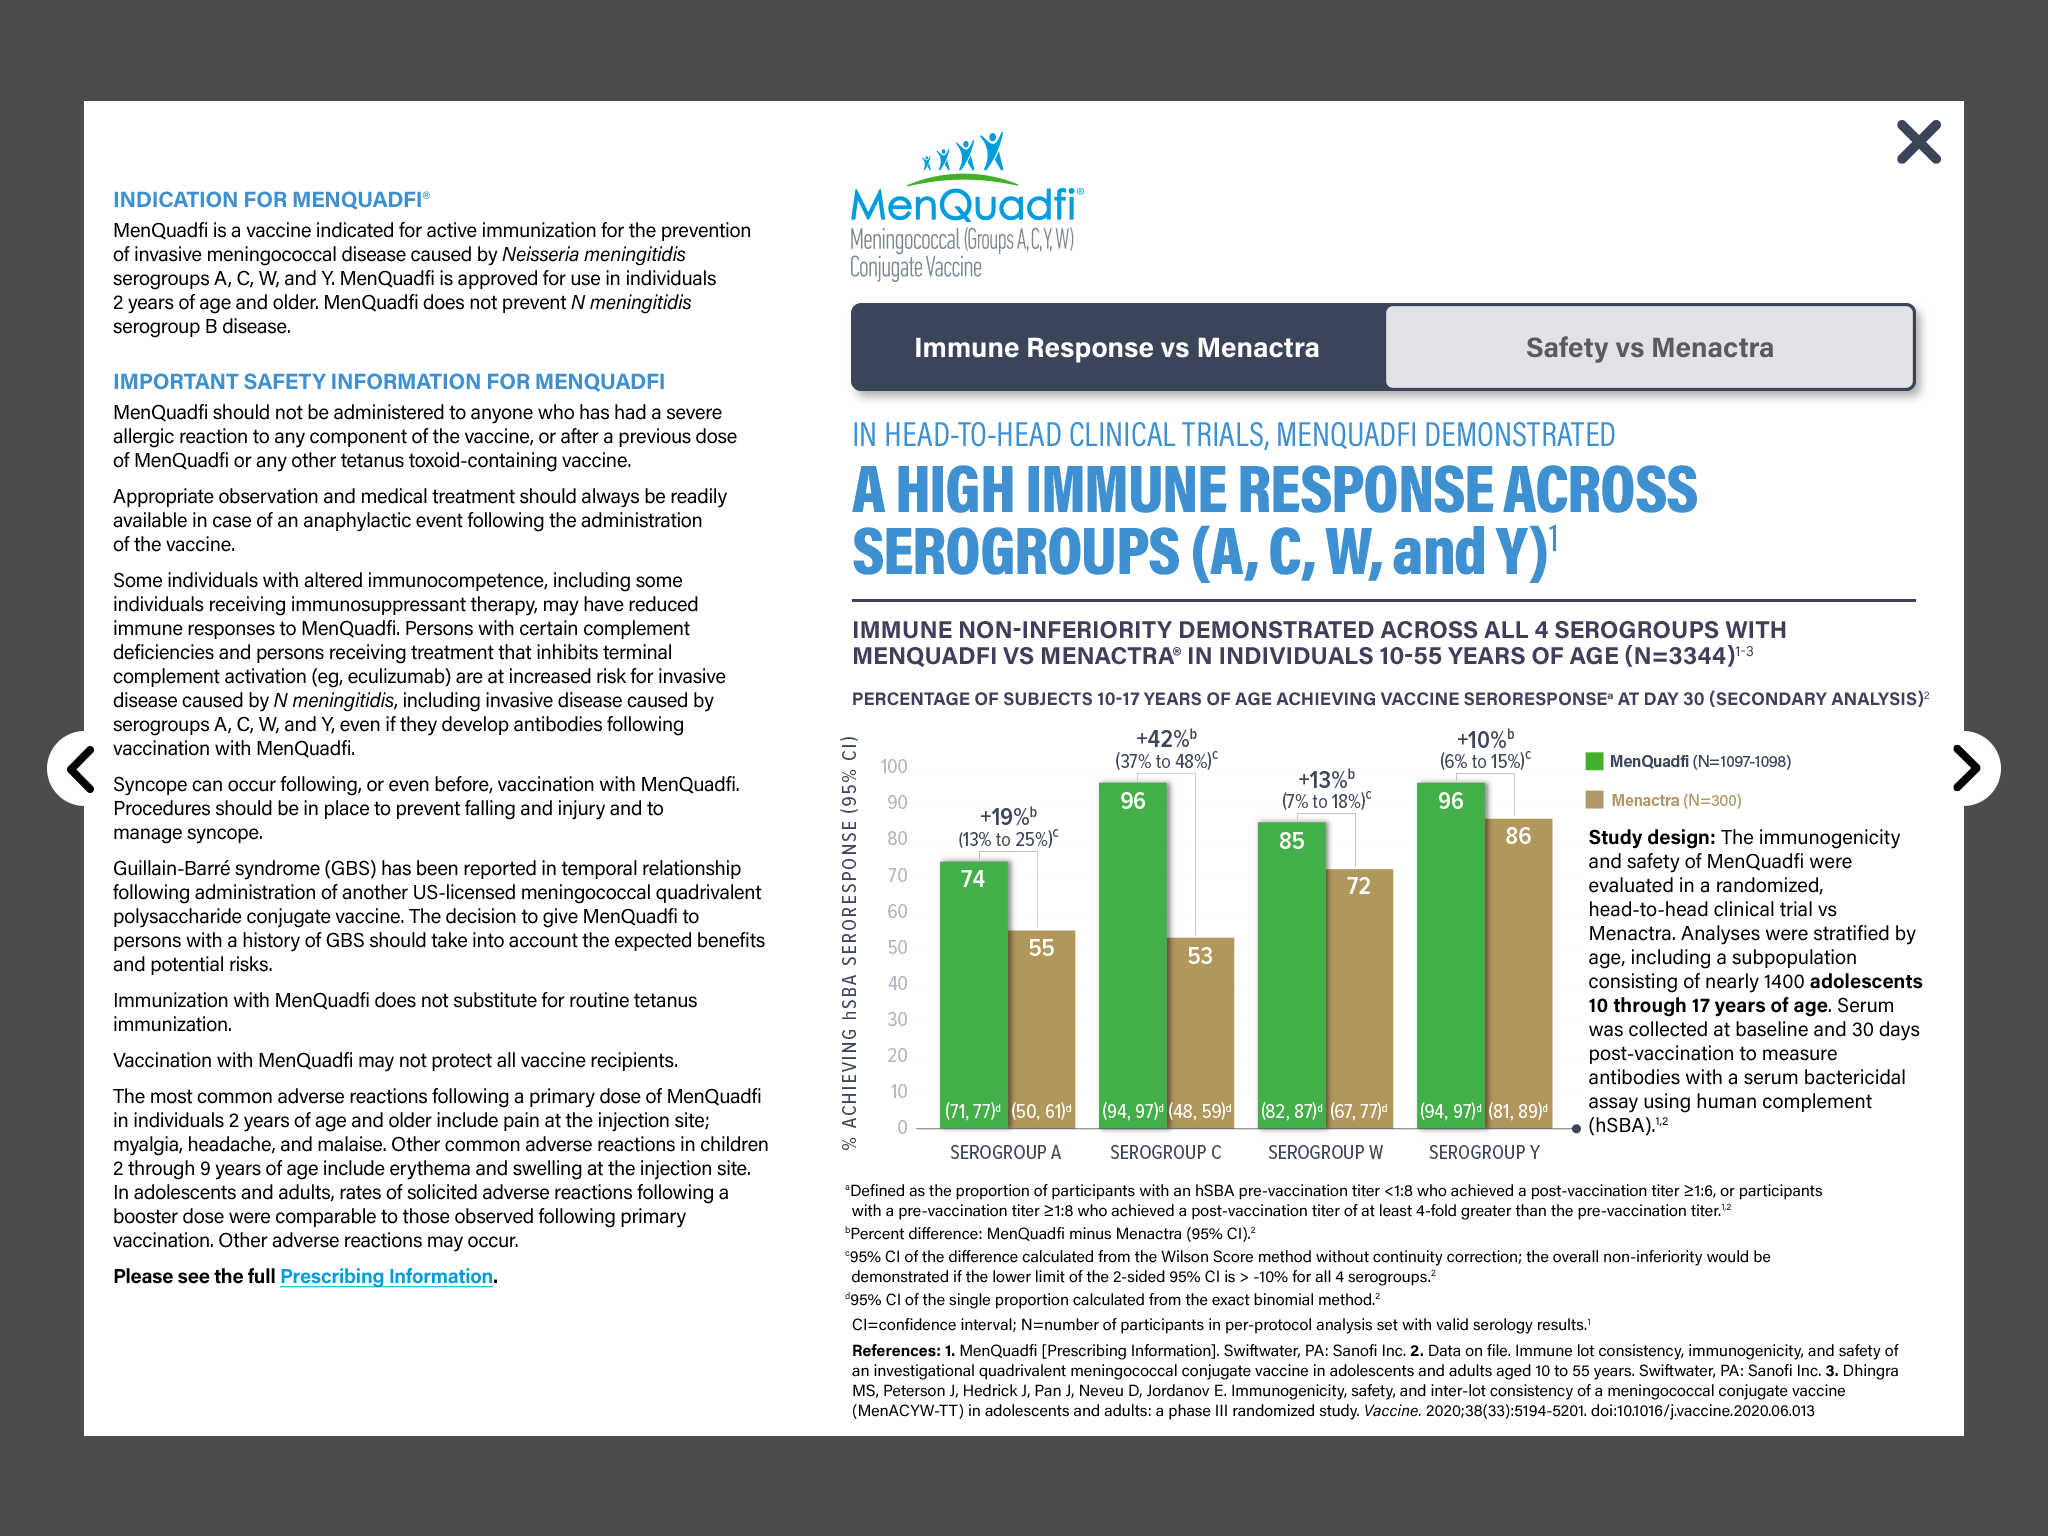 INDICATION FOR MENQUADFI®
MenQuadfi is a vaccine indicated for active immunization for the prevention
of invasive meningococcal disease caused by Neisseria meningitidis
serogroups A, C, W, and Y. MenQuadfi is approved for use in individuals
2 years of age and older. MenQuadfi does not prevent N meningitidis
serogroup B disease.
IMPORTANT SAFETY INFORMATION FOR MENQUADFI
MenQuadfi should not be administered to anyone who has had a severe
allergic reaction to any component of the vaccine, or after a previous dose
of MenQuadfi or any other tetanus toxoid-containing vaccine.
Appropriate observation and medical treatment should always be readily
available in case of an anaphylactic event following the administration
of the vaccine.
Some individuals with altered immunocompetence, including some
individuals receiving immunosuppressant therapy, may have reduced
immune responses to MenQuadfi. Persons with certain complement
deficiencies and persons receiving treatment that inhibits terminal
complement activation (eg, eculizumab) are at increased risk for invasive
disease caused by N meningitidis, including invasive disease caused by
serogroups A, C, W, and Y, even if they develop antibodies following
vaccination with MenQuadfi.
Syncope can occur following, or even before, vaccination with MenQuadfi.
Procedures should be in place to prevent falling and injury and to
manage syncope.
Guillain-Barré syndrome (GBS) has been reported in temporal relationship
following administration of another US-licensed meningococcal quadrivalent
polysaccharide conjugate vaccine. The decision to give MenQuadfi to
persons with a history of GBS should take into account the expected benefits
and potential risks.
Immunization with MenQuadfi does not substitute for routine tetanus
immunization.
Vaccination with MenQuadfi may not protect all vaccine recipients.
The most common adverse reactions following a primary dose of MenQuadfi
in individuals 2 years of age and older include pain at the injection site;
myalgia, headache, and malaise. Other common adverse reactions in children
2 through 9 years of age include erythema and swelling at the injection site.
In adolescents and adults, rates of solicited adverse reactions following a
booster dose were comparable to those observed following primary
vaccination. Other adverse reactions may occur.
Please see the full Prescribing Information.
MenQuadfi®
Meningococcal (Groups A, C, Y, W)
Conjugate Vaccine
Immune Response vs Menactra
Safety vs Menactra
IN HEAD-TO-HEAD CLINICAL TRIALS, MENQUADFI DEMONSTRATED
A HIGH IMMUNE RESPONSE ACROSS
SEROGROUPS (A, C, W, and Y)1
IMMUNE NON-INFERIORITY DEMONSTRATED ACROSS ALL 4 SEROGROUPS WITH
MENQUADFI VS MENACTRA® IN INDIVIDUALS 10-55 YEARS OF AGE (N=3344)1-3
PERCENTAGE OF SUBJECTS 10-17 YEARS OF AGE ACHIEVING VACCINE SERORESPONSEa AT DAY 30 (SECONDARY ANALYSIS)2
% ACHIEVING hSBA SERORESPONSE (95% CI)
100
90
80
70
60
50
40
30
20
10
0
+19%b
(13% to 25%)c
74
55
(71, 77)d
(50, 61)d
SEROGROUP A
+42%b
(37% to 48%)c
96
53
(94, 97)d
(48, 59)d
SEROGROUP C
+13%b
(7% to 18%)c
85
72
(82, 87)d
(67, 77)d
SEROGROUP W
+10%b
(6% to 15%)c
96
86
(94, 97)d
(81, 89)d
SEROGROUP Y
MenQuadfi (N=1097-1098)
Menactra (N=300)
Study design: The immunogenicity
and safety of MenQuadfi were
evaluated in a randomized,
head-to-head clinical trial vs
Menactra. Analyses were stratified by
age, including a subpopulation
consisting of nearly 1400 adolescents
10 through 17 years of age. Serum
was collected at baseline and 30 days
post-vaccination to measure
antibodies with a serum bactericidal
assay using human complement
(hSBA).1,2
aDefined as the proportion of participants with an hSBA pre-vaccination titer <1:8 who achieved a post-vaccination titer ≥1:6, or participants
with a pre-vaccination titer ≥1:8 who achieved a post-vaccination titer of at least 4-fold greater than the pre-vaccination titer.1,2
bPercent difference: MenQuadfi minus Menactra (95% CI).2
c95% CI of the difference calculated from the Wilson Score method without continuity correction; the overall non-inferiority would be
demonstrated if the lower limit of the 2-sided 95% CI is > -10% for all 4 serogroups.2
d95% CI of the single proportion calculated from the exact binomial method.2
CI=confidence interval; N=number of participants in per-protocol analysis set with valid serology results.1
References: 1. MenQuadfi [Prescribing Information]. Swiftwater, PA: Sanofi Inc. 2. Data on file. Immune lot consistency, immunogenicity, and safety of
an investigational quadrivalent meningococcal conjugate vaccine in adolescents and adults aged 10 to 55 years. Swiftwater, PA: Sanofi Inc. 3. Dhingra
MS, Peterson J, Hedrick J, Pan J, Neveu D, Jordanov E. Immunogenicity, safety, and inter-lot consistency of a meningococcal conjugate vaccine
(MenACYW-TT) in adolescents and adults: a phase III randomized study. Vaccine. 2020;38(33):5194-5201. doi:10.1016/j.vaccine.2020.06.013